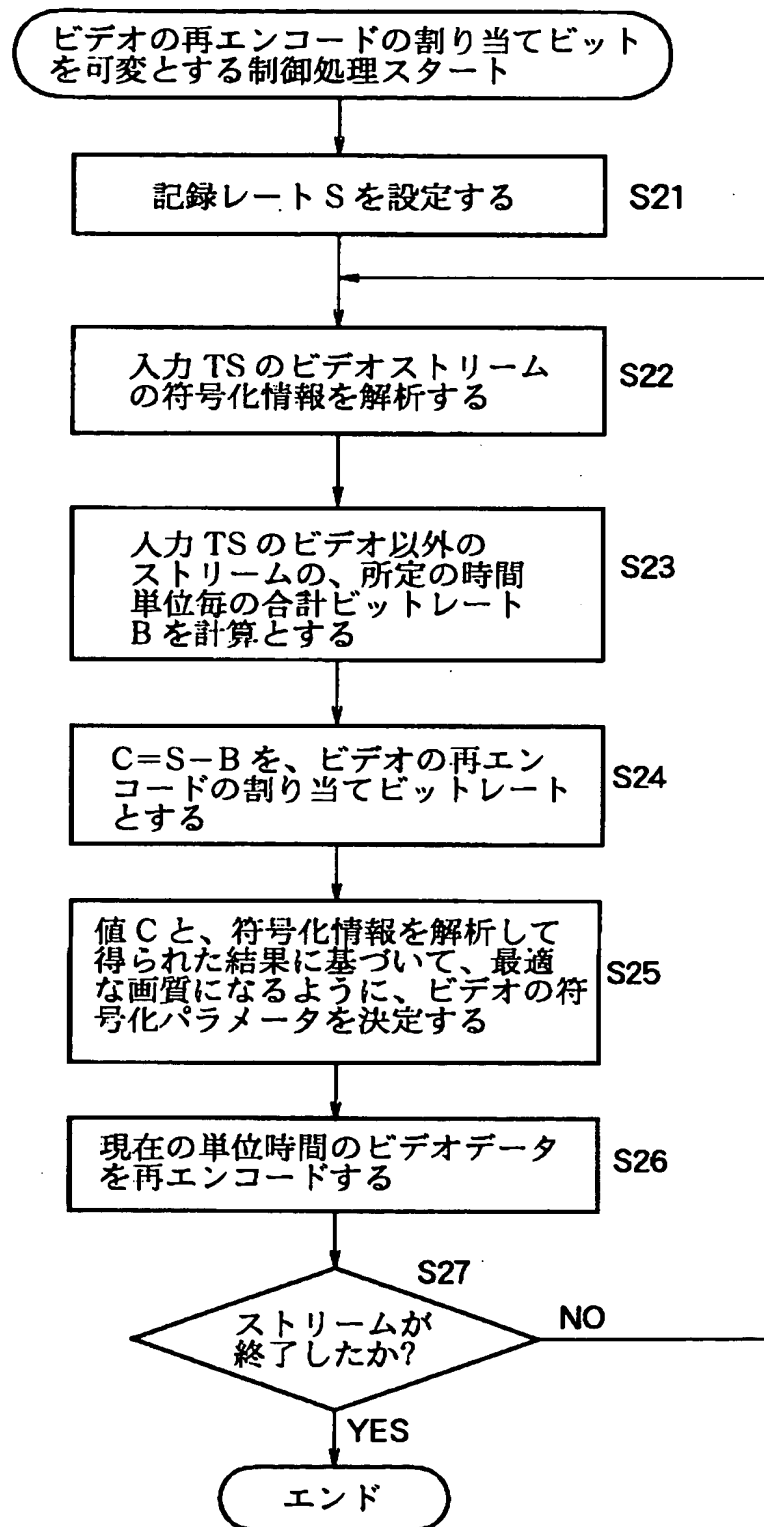 ビデオの再エンコードの割り当てビット
を可変とする制御処理スタート
記録レート S を設定する
S21
入力 TS のビデオストリーム
の符号化情報を解析する
S22
入力 TS のビデオ以外の
ストリームの、所定の時間
単位毎の合計ビットレート
B を計算とする
S23
C=S−B を、ビデオの再エン
コードの割り当てビットレート
とする
S24
値 C と、符号化情報を解析して
得られた結果に基づいて、最適
な画質になるように、ビデオの符
号化パラメータを決定する
S25
現在の単位時間のビデオデータ
を再エンコードする
S26
S27
ストリームが
終了したか?
NO
YES
エンド